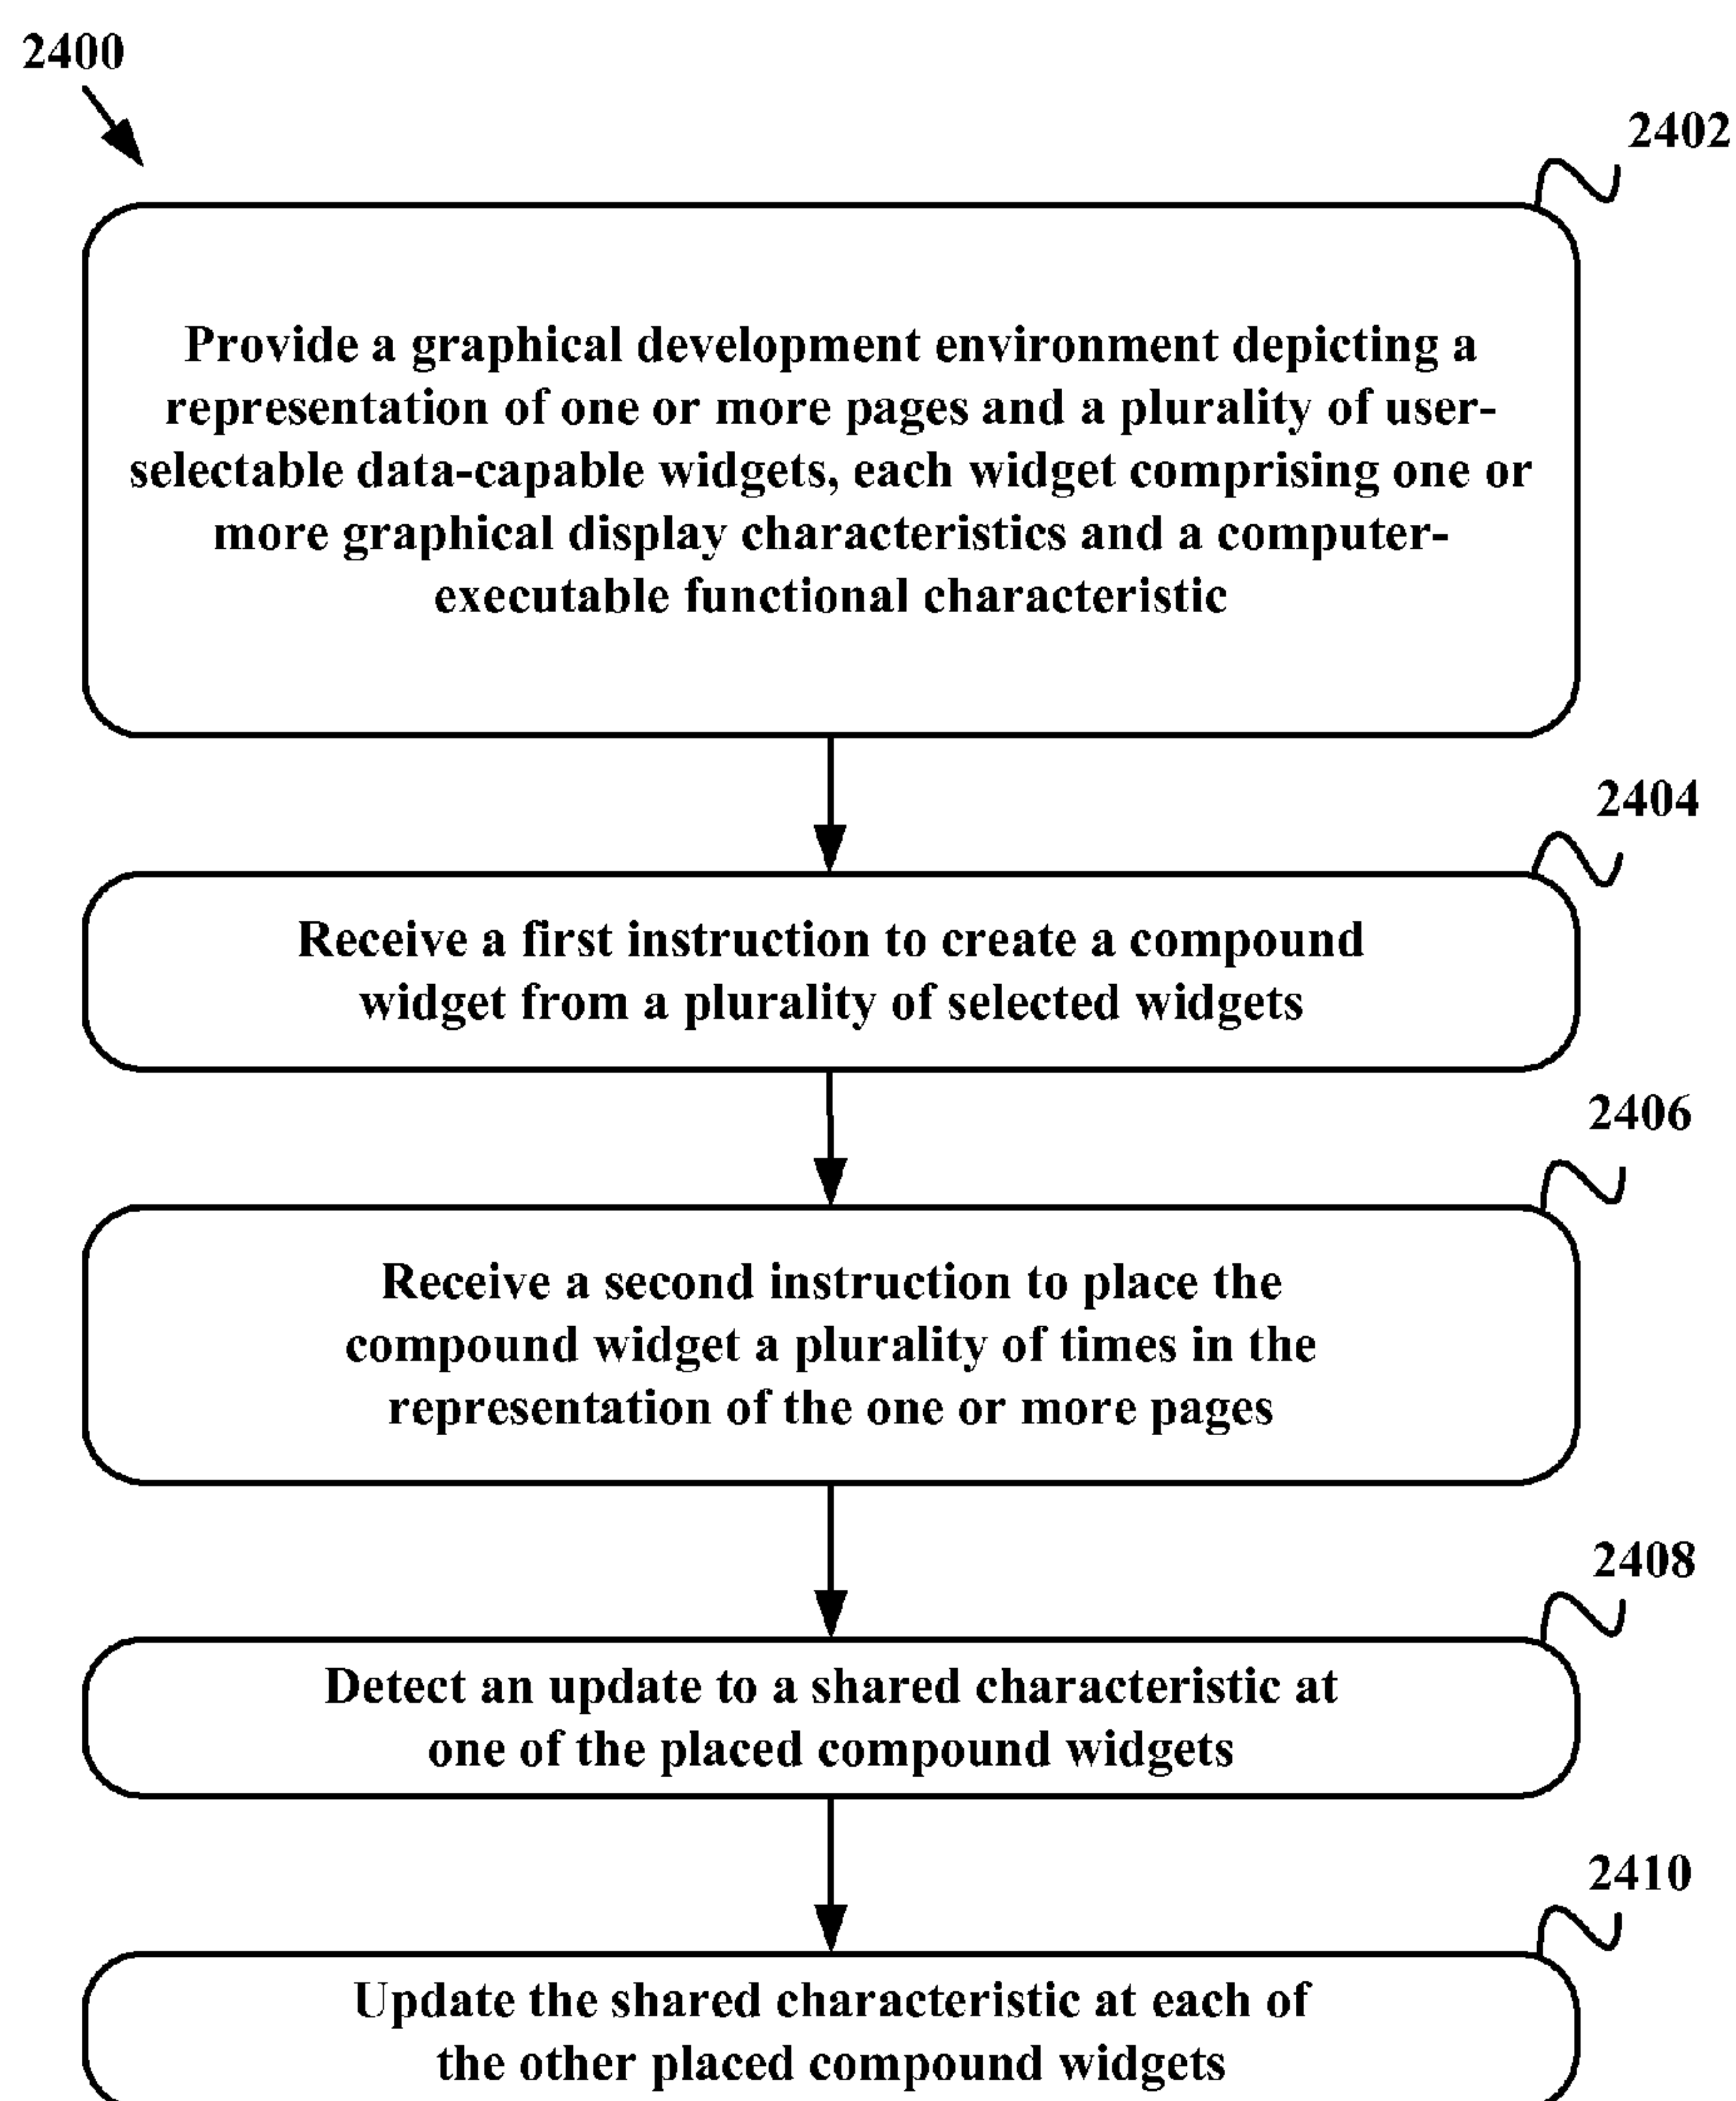 2400
2402
Provide a graphical development environment depicting a
representation of one or more pages and a plurality of user-
selectable data-capable widgets, each widget comprising one or
more graphical display characteristics and a computer-
executable functional characteristic
2404
Receive a first instruction to create a compound
widget from a plurality of selected widgets
2406
Receive a second instruction to place the
compound widget a plurality of times in the
representation of the one or more pages
2408
Detect an update to a shared characteristic at
one of the placed compound widgets
2410
Update the shared characteristic at each of
the other placed compound widgets